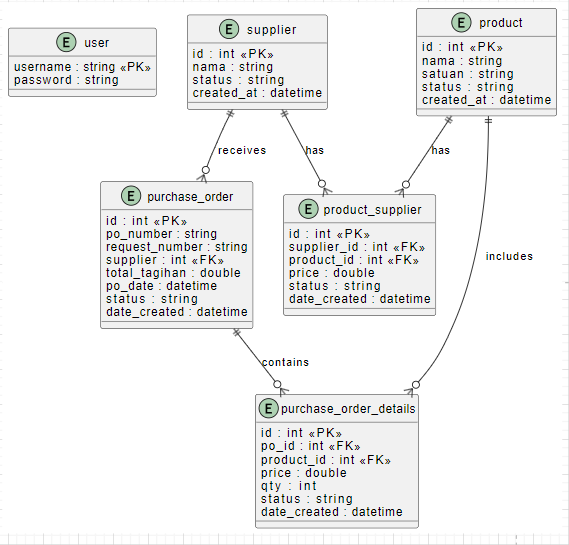 E user
username : string «PK»
password : string
E supplier
id : int «PK»
nama : string
status : string
created_at : datetime
E product
id : int «PK»
nama : string
satuan : string
status : string
created_at : datetime
receives
has
has
includes
E purchase_order
id : int «PK»
po_number : string
request_number : string
supplier : int «FK»
total_tagihan : double
po_date : datetime
status : string
date_created : datetime
E product_supplier
id : int «PK»
supplier_id : int «FK»
product_id : int «FK»
price : double
status : string
date_created : datetime
contains
E purchase_order_details
id : int «PK»
po_id : int «FK»
product_id : int «FK»
price : double
qty : int
status : string
date_created : datetime